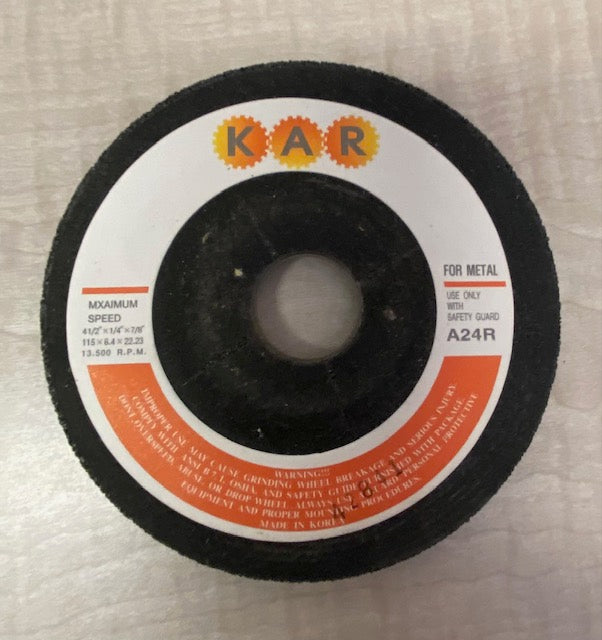 KAR
FOR METAL
USE ONLY
WITH
SAFETY GUARD
A24R
MXAIMUM
SPEED
4 1/2"×1/4"×7/8"
115×6.4×22.23
13.500 R.P.M.
WARNING!!!
IMPROPER USE MAY CAUSE GRINDING WHEEL BREAKAGE AND SERIOUS INJURY.
COMPLY WITH ANSI B 7.1, OSHA, AND SAFETY GUIDE FURNISHED WITH PACKAGE
DON'T OVERSPEED, ABUSE, OR DROP WHEEL. ALWAYS USE AND PERSONAL PROTECTIVE
EQUIPMENT AND PROPER MOUNTING PROCEDURES.
MADE IN KOREA